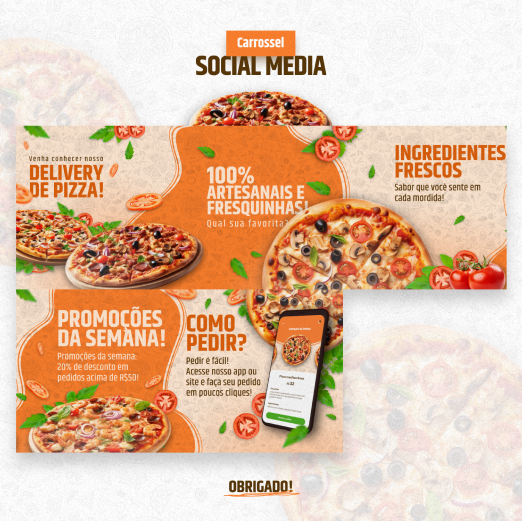 Carrossel
SOCIAL MEDIA
Venha conhecer nosso
DELIVERY
DE PIZZA!
100%
ARTESANAIS E
FRESQUINHAS!
Qual sua favorita?
INGREDIENTES
FRESCOS
Sabor que você sente em
cada mordida!
PROMOÇÕES
DA SEMANA!
Promoções da semana:
20% de desconto em
pedidos acima de R$50!
COMO
PEDIR?
Pedir é fácil!
Acesse nosso app ou
site e faça seu pedido
em poucos cliques!
OBRIGADO!